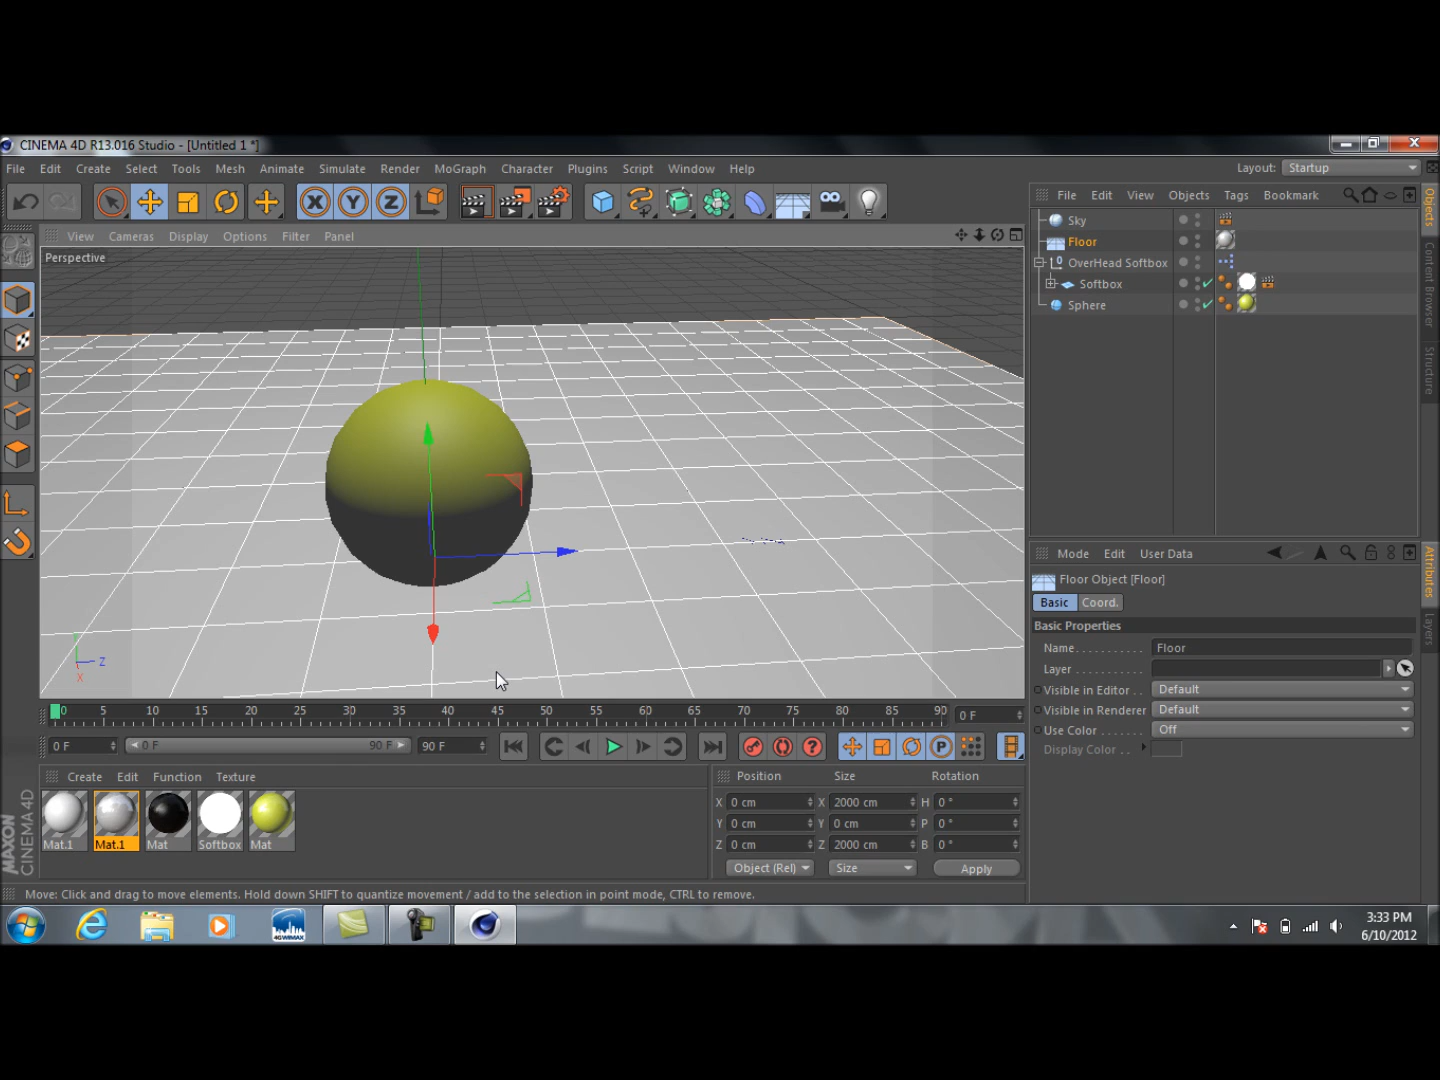 CINEMA 4D R13.016 Studio - [Untitled 1 *]
File Edit Create Select Tools Mesh Animate Simulate Render MoGraph Character Plugins Script Window Help
Layout: Startup
File Edit View Objects Tags Bookmark
View Cameras Display Options Filter Panel
Perspective
Sky
Floor
OverHead Softbox
Softbox
Sphere
Objects
Content Browser
Structure
Mode Edit User Data
Floor Object [Floor]
Basic Coord.
Basic Properties
Name Floor
Layer
Visible in Editor Default
Visible in Renderer Default
Use Color Off
Display Color
Attributes
Layers
Y
Z
X
0 5 10 15 20 25 30 35 40 45 50 55 60 65 70 75 80 85 90
0 F
0 F 0 F 90 F 90 F
Create Edit Function Texture
Mat.1 Mat.1 Mat Softbox Mat
Position Size Rotation
X 0 cm X 2000 cm H 0 °
Y 0 cm Y 0 cm P 0 °
Z 0 cm Z 2000 cm B 0 °
Object (Rel) Size Apply
MAXON
CINEMA 4D
Move: Click and drag to move elements. Hold down SHIFT to quantize movement / add to the selection in point mode, CTRL to remove.
4GWIMAX
3:33 PM
6/10/2012